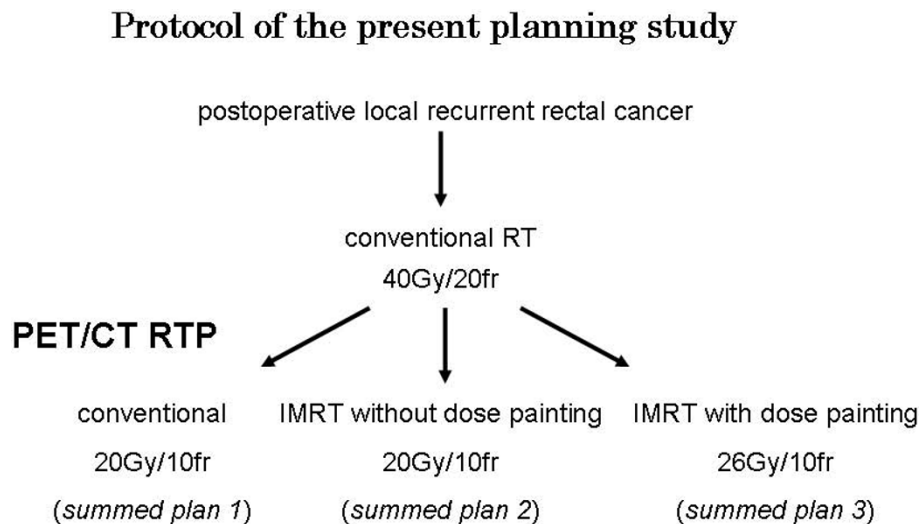 Protocol of the present planning study
postoperative local recurrent rectal cancer
conventional RT
40Gy/20fr
PET/CT RTP
conventional IMRT without dose painting IMRT with dose painting
20Gy/10fr 20Gy/10fr 26Gy/10fr
(summed plan 1) (summed plan 2) (summed plan 3)